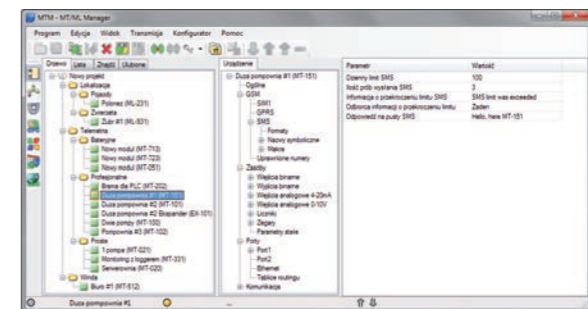 MTM - MT/ML Manager
Program Edycja Widok Transmisja Konfigurator Pomoc
Drzewo Lista Znajdź Ulubione
Nowy projekt
Lokalizacja
Pojazdy
Polonez (ML-231)
Zwierzęta
Żubr #1 (ML-931)
Telemetria
Bateryjne
Nowy moduł (MT-713)
Nowy moduł (MT-723)
Nowy moduł (MT-051)
Profesjonalne
Brama dla PLC (MT-202)
Duża pompownia #1 (MT-151)
Duża pompownia #2 (MT-101)
Duża pompownia #2 Ekspander (EX-101)
Dwie pompy (MT-100)
Pompownia #3 (MT-102)
Proste
1 pompa (MT-021)
Monitoring z loggerem (MT-331)
Serwerownia (MT-020)
Winda
Biuro #1 (MT-512)
Urządzenie
Duża pompownia #1 (MT-151)
Ogólne
GSM
SIM1
GPRS
SMS
Formaty
Nazwy symboliczne
Makra
Uprawnione numery
Zasoby
Wejścia binarne
Wyjścia binarne
Wejścia analogowe 4-20mA
Wejścia analogowe 0-10V
Liczniki
Zegary
Parametry stałe
Porty
Port1
Port2
Ethernet
Tablice routingu
Komunikacja
Parametr Wartość
Dzienny limit SMS 100
Ilość prób wysłania SMS 3
Informacja o przekroczeniu limitu SMS SMS limit was exceeded
Odbiorca informacji o przekroczeniu limitu Żaden
Odpowiedź na pusty SMS Hello, here MT-151
Duża pompownia #1